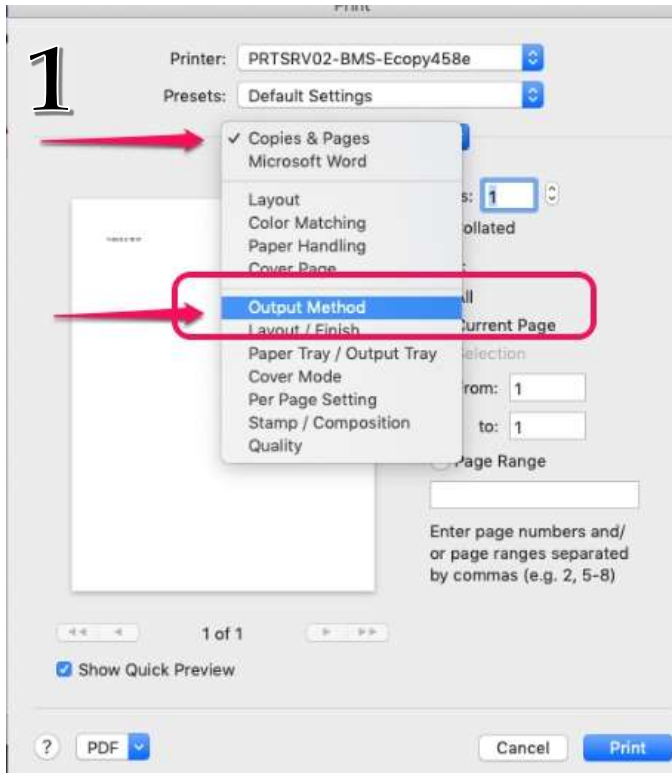 Print
1
Printer: PRTSRV02-BMS-Ecopy458e
Presets: Default Settings
✓ Copies & Pages
Microsoft Word
Layout
Color Matching
Paper Handling
Cover Page
Output Method
Layout / Finish
Paper Tray / Output Tray
Cover Mode
Per Page Setting
Stamp / Composition
Quality
s: 1
ollated
All
Current Page
Selection
From: 1
to: 1
Page Range
Enter page numbers and/
or page ranges separated
by commas (e.g. 2, 5-8)
1 of 1
Show Quick Preview
? PDF Cancel Print